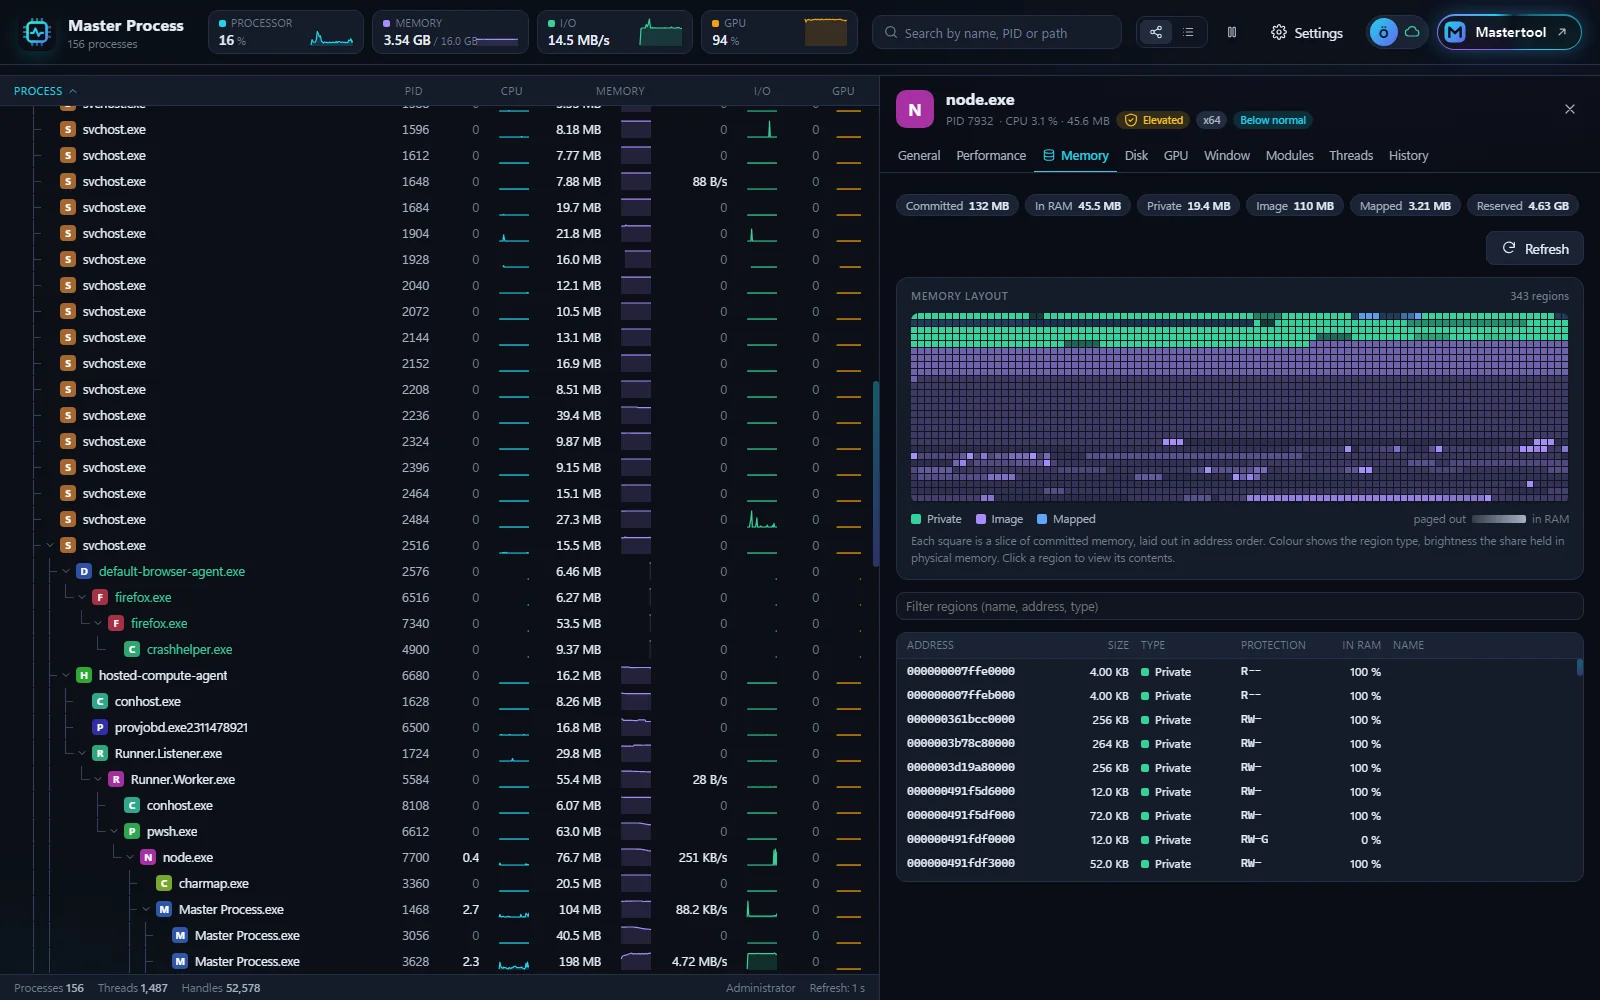 Master Process
156 processes
PROCESSOR
16 %
MEMORY
3.54 GB / 16.0 GB
I/O
14.5 MB/s
GPU
94 %
Search by name, PID or path
Settings
ö
Mastertool
PROCESS PID CPU MEMORY I/O GPU
S svchost.exe 1596 0 8.18 MB 0 0
S svchost.exe 1612 0 7.77 MB 0 0
S svchost.exe 1648 0 7.88 MB 88 B/s 0
S svchost.exe 1684 0 19.7 MB 0 0
S svchost.exe 1904 0 21.8 MB 0 0
S svchost.exe 1928 0 16.0 MB 0 0
S svchost.exe 2040 0 12.1 MB 0 0
S svchost.exe 2072 0 10.5 MB 0 0
S svchost.exe 2144 0 13.1 MB 0 0
S svchost.exe 2152 0 16.9 MB 0 0
S svchost.exe 2208 0 8.51 MB 0 0
S svchost.exe 2236 0 39.4 MB 0 0
S svchost.exe 2324 0 9.87 MB 0 0
S svchost.exe 2396 0 9.15 MB 0 0
S svchost.exe 2464 0 15.1 MB 0 0
S svchost.exe 2484 0 27.3 MB 0 0
S svchost.exe 2516 0 15.5 MB 0 0
D default-browser-agent.exe 2576 0 6.46 MB 0 0
F firefox.exe 6516 0 6.27 MB 0 0
F firefox.exe 7340 0 53.5 MB 0 0
C crashhelper.exe 4900 0 9.37 MB 0 0
H hosted-compute-agent 6680 0 16.2 MB 0 0
C conhost.exe 1628 0 8.26 MB 0 0
P provjobd.exe2311478921 6500 0 16.8 MB 0 0
R Runner.Listener.exe 1724 0 29.8 MB 0 0
R Runner.Worker.exe 5584 0 55.4 MB 28 B/s 0
C conhost.exe 8108 0 6.07 MB 0 0
P pwsh.exe 6612 0 63.0 MB 0 0
N node.exe 7700 0.4 76.7 MB 251 KB/s 0
C charmap.exe 3360 0 20.5 MB 0 0
M Master Process.exe 1468 2.7 104 MB 88.2 KB/s 0
M Master Process.exe 3056 0 40.5 MB 0 0
M Master Process.exe 3628 2.3 198 MB 4.72 MB/s 0
Processes 156 Threads 1,487 Handles 52,578 Administrator Refresh: 1 s
N
node.exe
PID 7932 · CPU 3.1 % · 45.6 MB Elevated x64 Below normal
General Performance Memory Disk GPU Window Modules Threads History
Committed 132 MB In RAM 45.5 MB Private 19.4 MB Image 110 MB Mapped 3.21 MB Reserved 4.63 GB
Refresh
MEMORY LAYOUT 343 regions
Private Image Mapped paged out in RAM
Each square is a slice of committed memory, laid out in address order. Colour shows the region type, brightness the share held in
physical memory. Click a region to view its contents.
Filter regions (name, address, type)
ADDRESS SIZE TYPE PROTECTION IN RAM NAME
000000007ffe0000 4.00 KB Private R-- 100 %
000000007ffeb000 4.00 KB Private R-- 100 %
000000361bcc0000 256 KB Private RW- 100 %
0000003b78c80000 264 KB Private RW- 100 %
0000003d19a80000 256 KB Private RW- 100 %
000000491f5d6000 12.0 KB Private RW- 100 %
000000491f5df000 72.0 KB Private RW- 100 %
000000491fdf0000 12.0 KB Private RW-G 0 %
000000491fdf3000 52.0 KB Private RW- 100 %